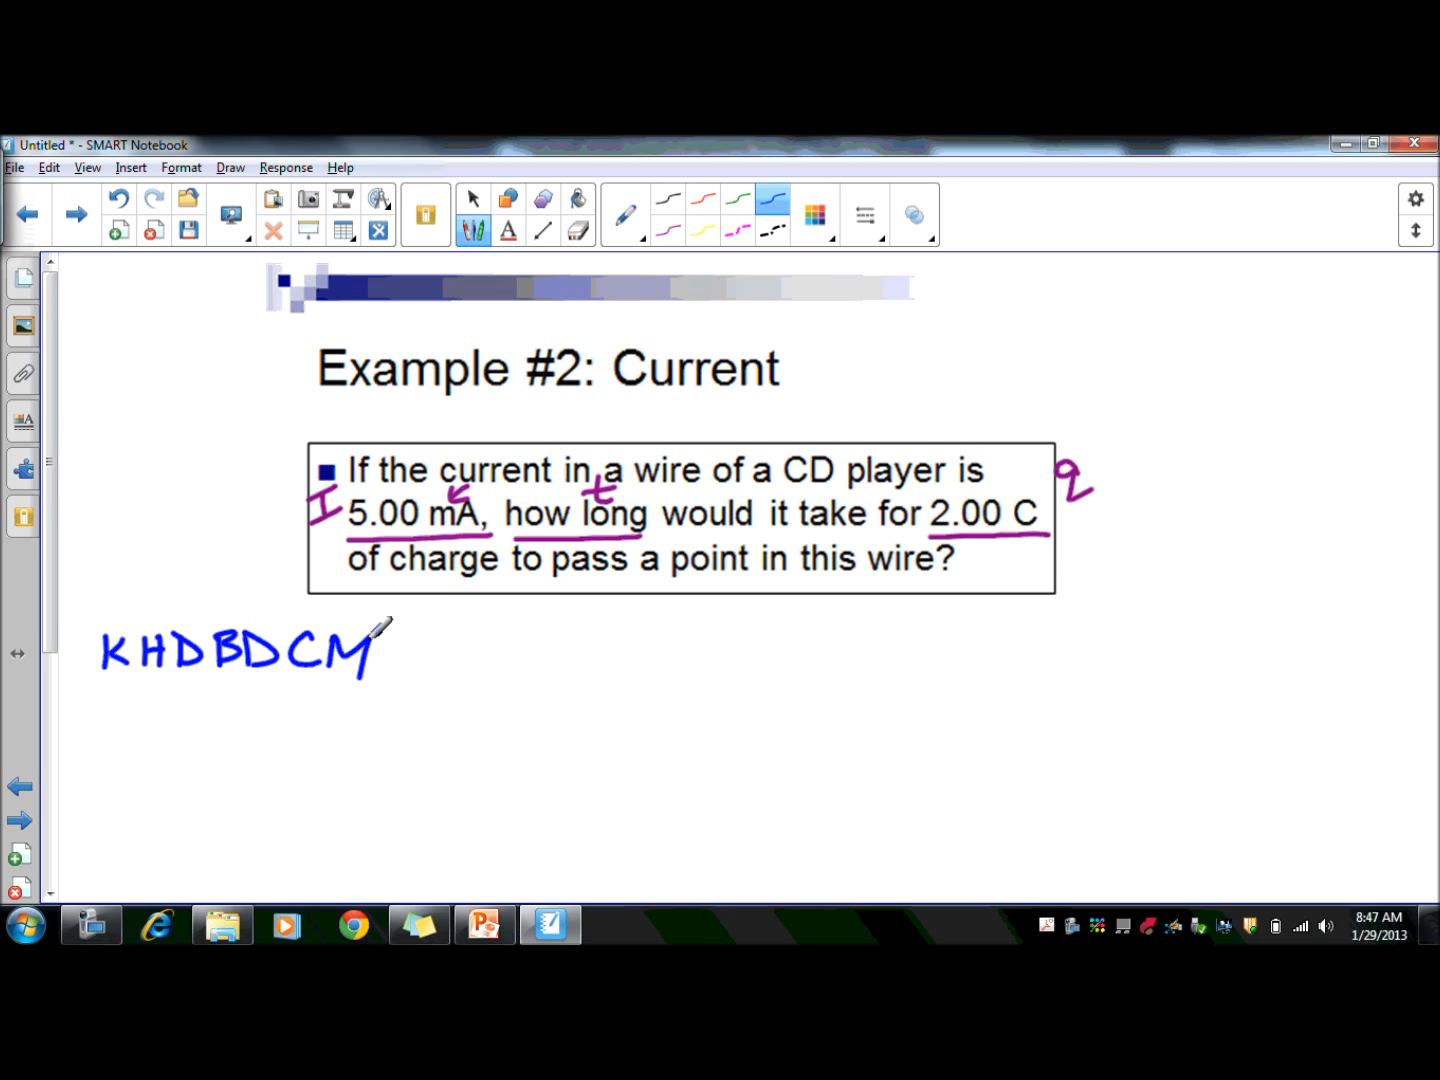 Untitled * - SMART Notebook
File Edit View Insert Format Draw Response Help
Example #2: Current
If the current in a wire of a CD player is
5.00 mA, how long would it take for 2.00 C
of charge to pass a point in this wire?
I
t
q
KHDBDCM
8:47 AM
1/29/2013